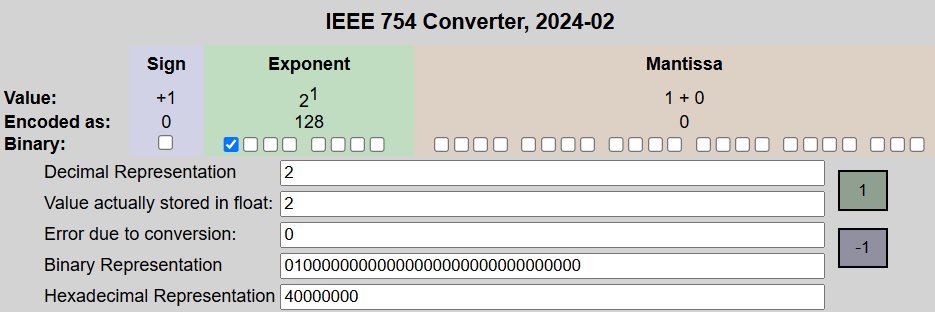 IEEE 754 Converter, 2024-02
Sign Exponent Mantissa
Value: +1 2^1 1 + 0
Encoded as: 0 128 0
Binary:
Decimal Representation 2
Value actually stored in float: 2
1
Error due to conversion: 0
-1
Binary Representation 01000000000000000000000000000000
Hexadecimal Representation 40000000